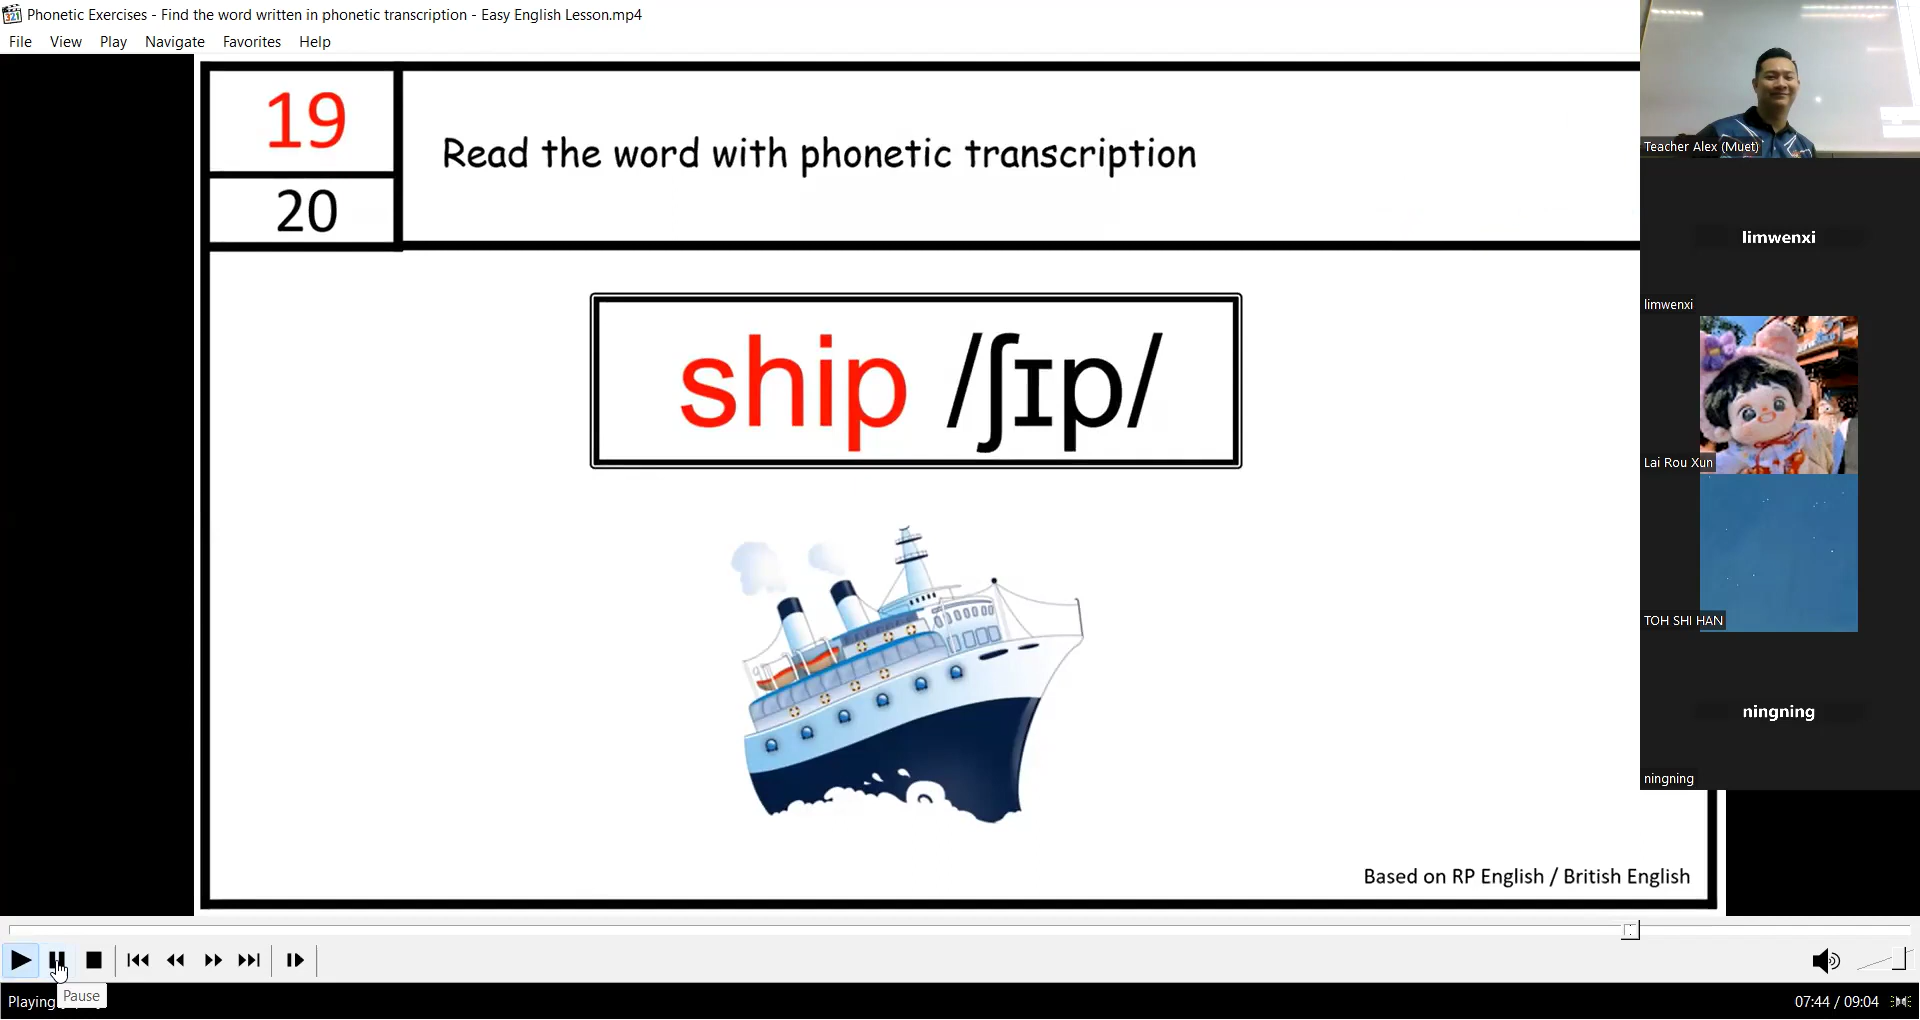 Phonetic Exercises - Find the word written in phonetic transcription - Easy English Lesson.mp4
File View Play Navigate Favorites Help
19
20
Read the word with phonetic transcription
ship /ʃɪp/
Based on RP English / British English
Teacher Alex (Muet)
limwenxi
limwenxi
Lai Rou Xun
TOH SHI HAN
ningning
ningning
Pause
Playing
07:44 / 09:04